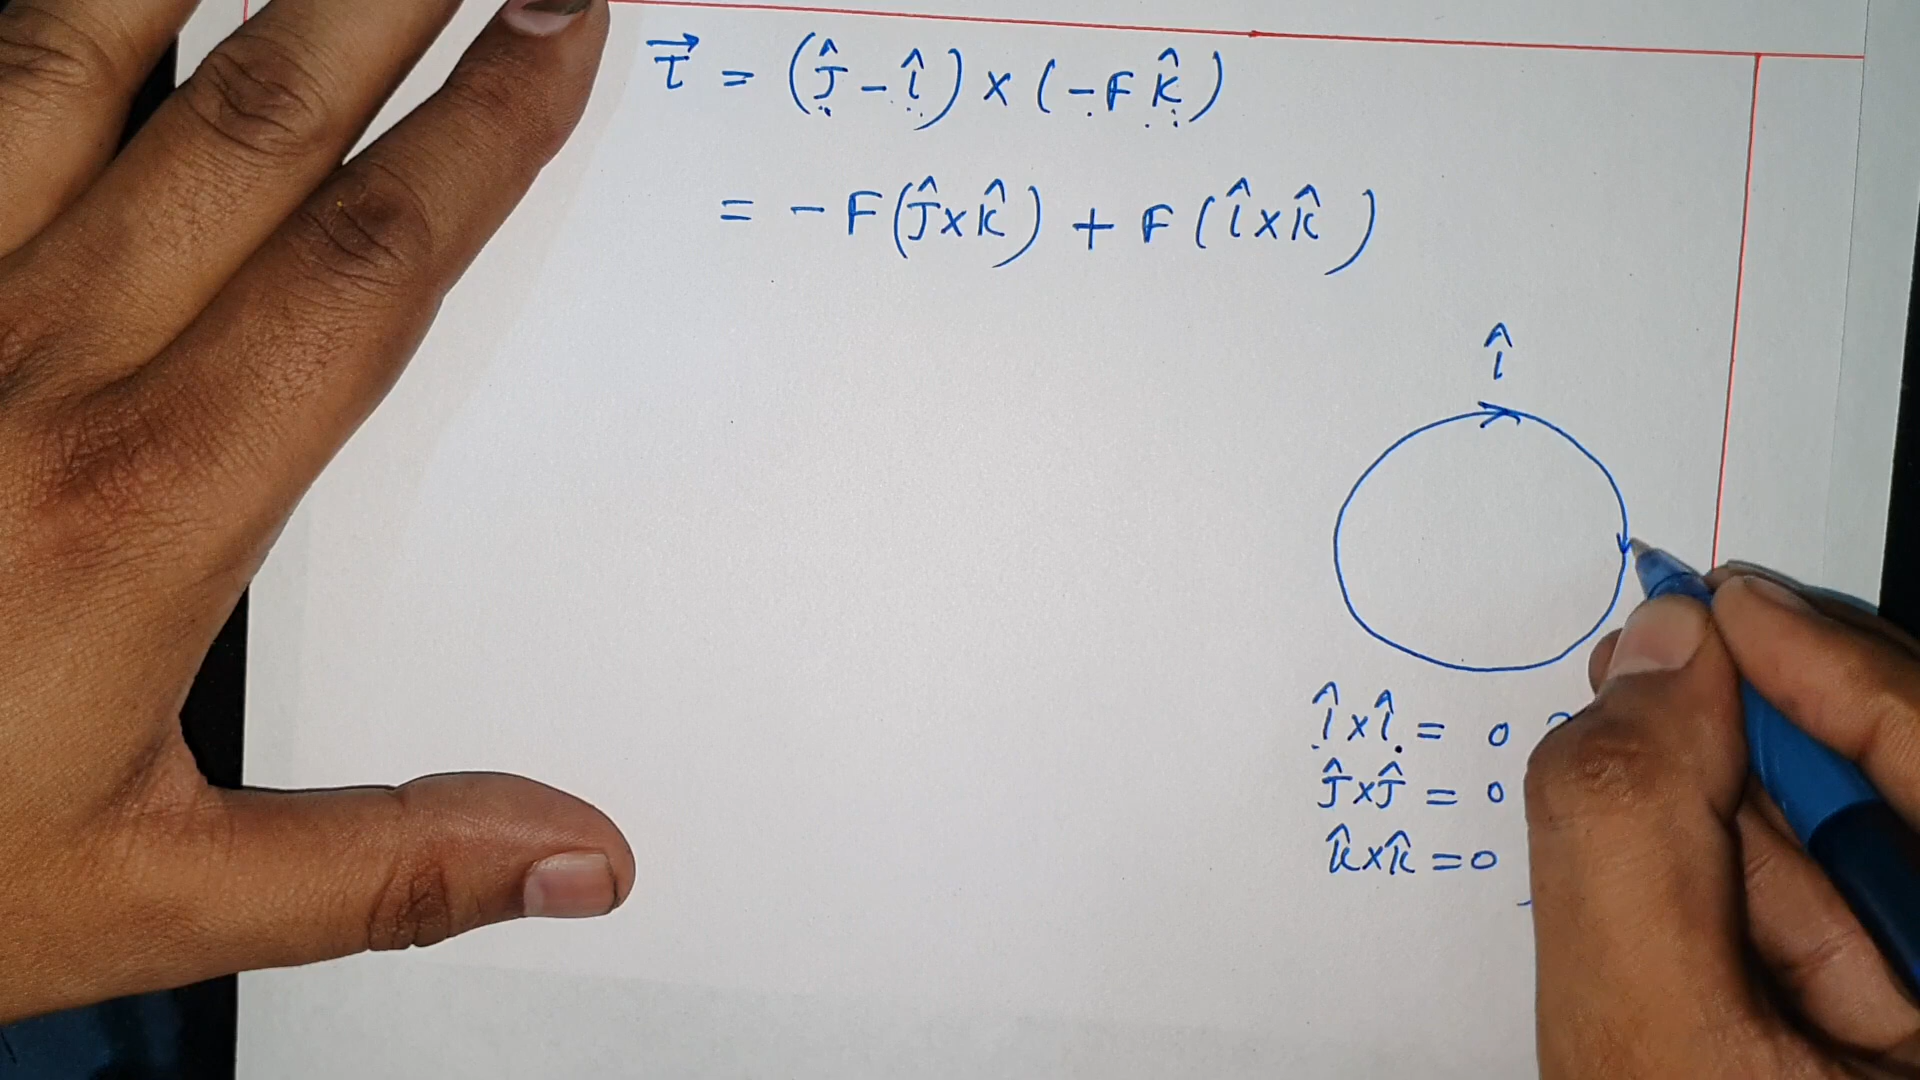 τ⃗ = (ĵ - î) × (-F k̂)
= - F(ĵ × k̂) + F(î × k̂)
î
î × î = 0
ĵ × ĵ = 0
k̂ × k̂ = 0